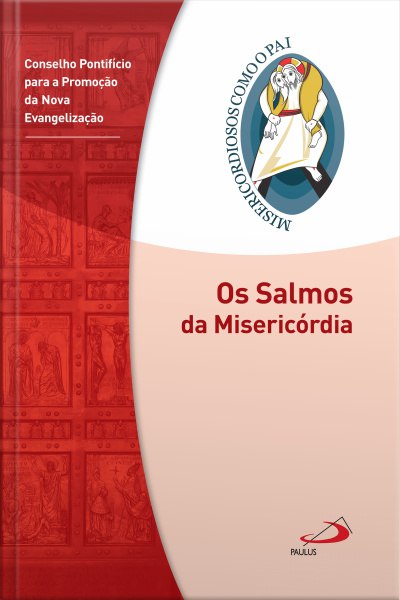 Conselho Pontifício
para a Promoção
da Nova
Evangelização
MISERICORDIOSOS COMO O PAI
Os Salmos
da Misericórdia
PAULUS